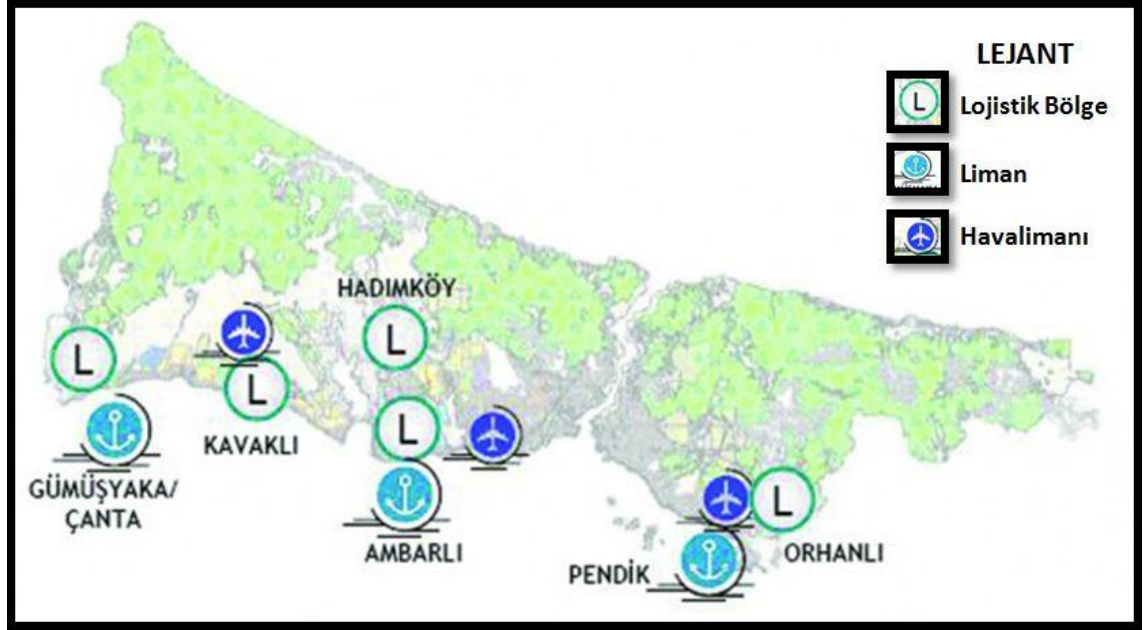 LEJANT
L
Lojistik Bölge
Liman
Havalimanı
HADIMKÖY
L
L
L
KAVAKLI
L
GÜMÜŞYAKA/
ÇANTA
AMBARLI
L
ORHANLI
PENDİK